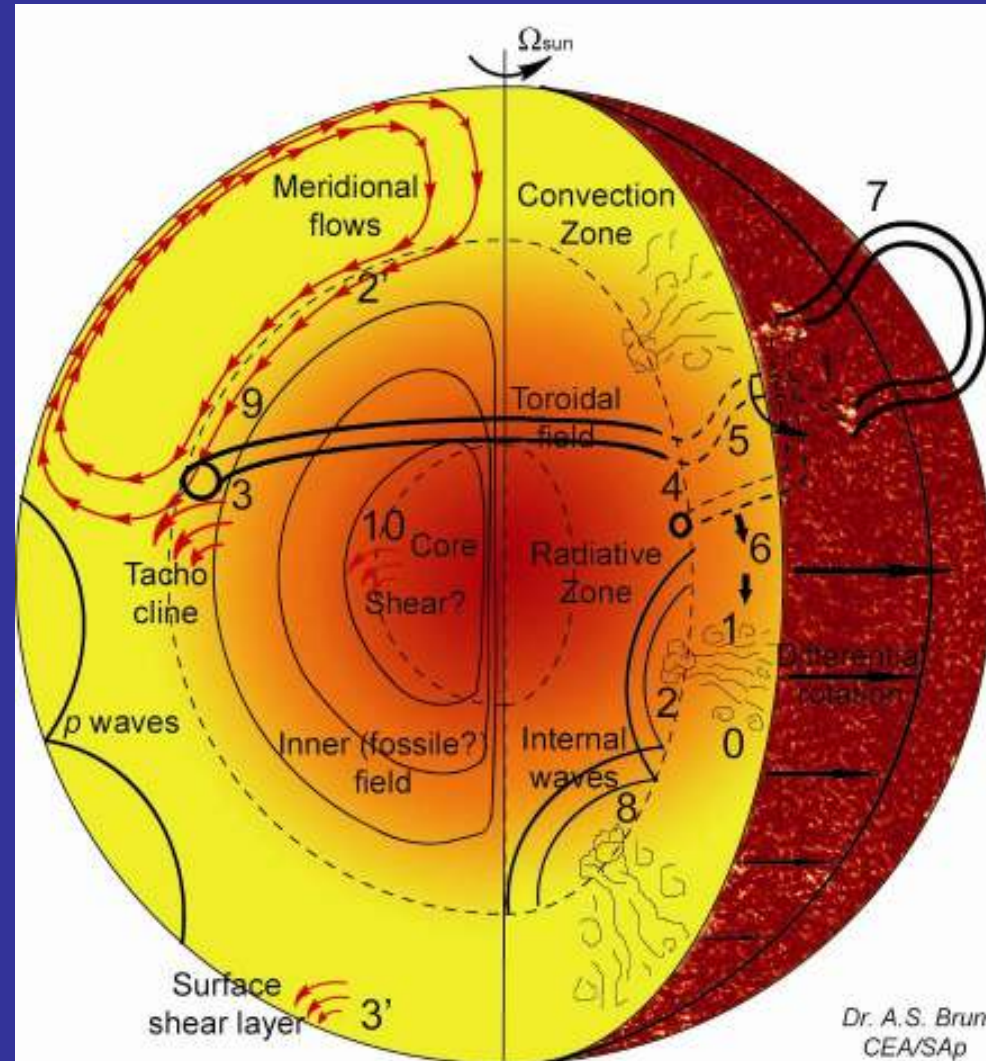 Ωsun
7
Meridional
flows
Convection
Zone
2'
9
Toroidal
field
5
3
4
10
Core
Radiative
Zone
6
Tacho
cline
Shear?
1
Differential
rotation
2
p waves
Inner (fossile?)
field
Internal
waves
0
8
Surface
shear layer
3'
Dr. A.S. Brun
CEA/SAp